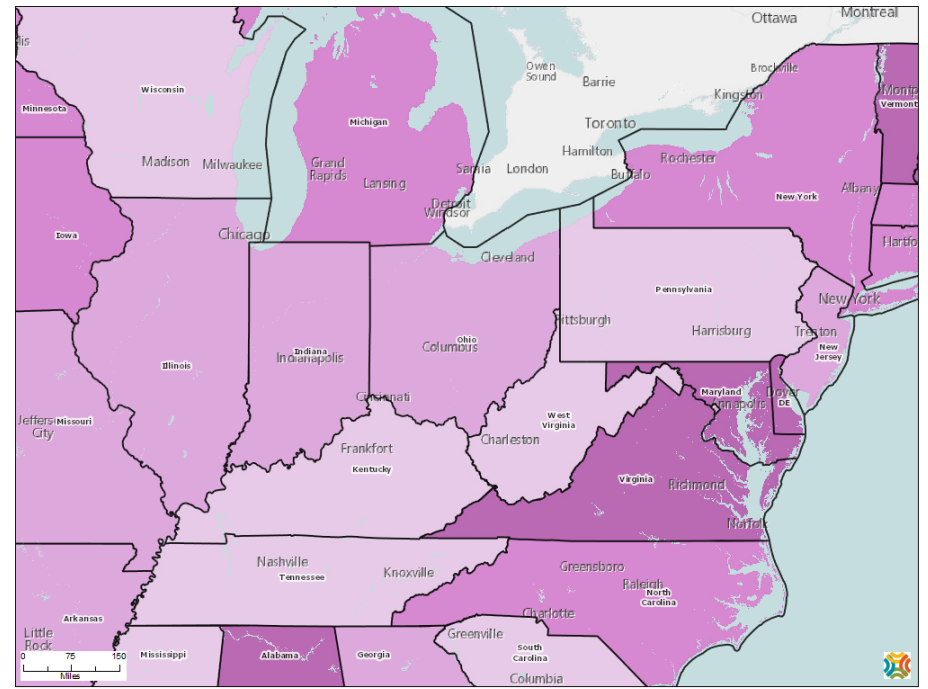 Ottawa
Montreal
lis
Owen
Sound
Barrie
Brockville
Kingston
Wisconsin
Minnesota
Montp
Vermont
Michigan
Toronto
Hamilton
Madison
Milwaukee
Grand
Rapids
Lansing
Sarnia
London
Buffalo
Rochester
Albany
New York
Detroit
Windsor
Iowa
Chicago
Hartfo
Cleveland
Pennsylvania
New York
Pittsburgh
Harrisburg
Trenton
New
Jersey
Ohio
Columbus
Indiana
Indianapolis
Illinois
Cincinnati
Maryland
Annapolis
Dover
DE
Jeffers
City
Missouri
West
Virginia
Charleston
Frankfort
Kentucky
Virginia
Richmond
Norfolk
Nashville
Tennessee
Knoxville
Greensboro
Raleigh
North
Carolina
Charlotte
Arkansas
Little
Rock
Greenville
South
Carolina
Columbia
Mississippi
Alabama
Georgia
0 75 150
Miles